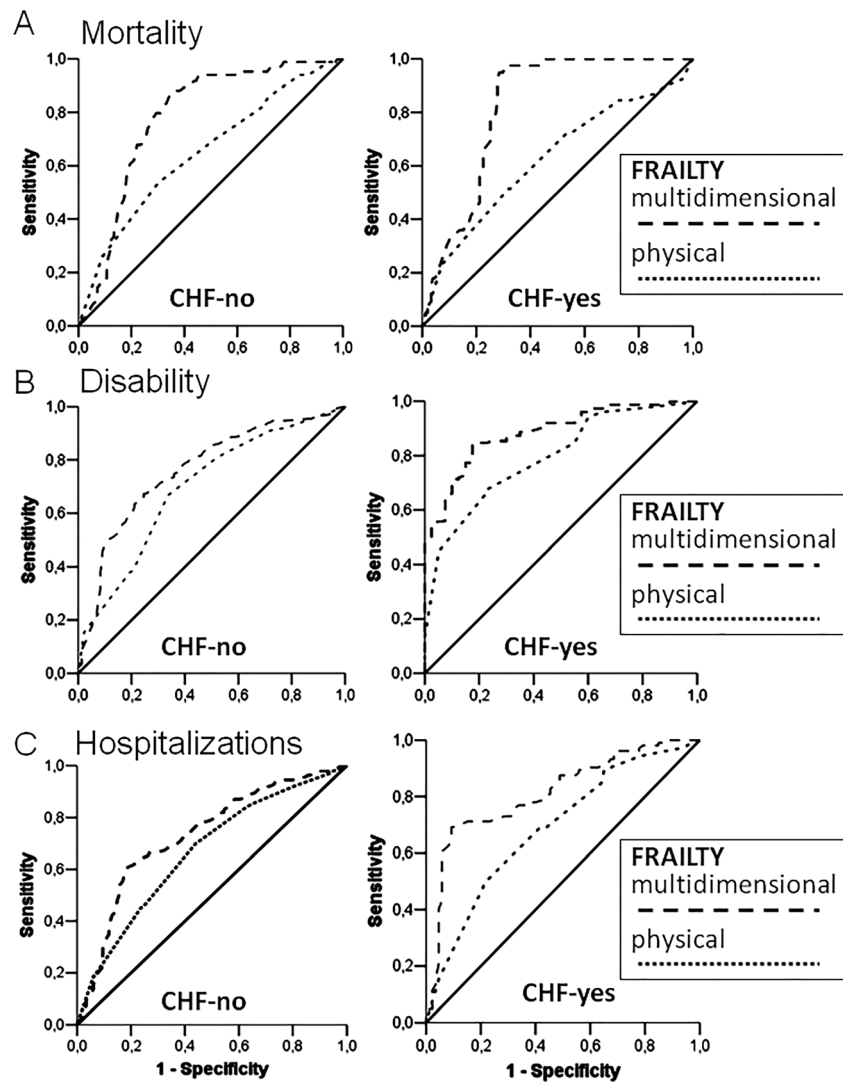 A Mortality
1,0
0,8
0,6
0,4
0,2
0,0
Sensitivity
CHF-no
0,0 0,2 0,4 0,6 0,8 1,0
1,0
0,8
0,6
0,4
0,2
0,0
Sensitivity
CHF-yes
0,0 0,2 0,4 0,6 0,8 1,0
FRAILTY
multidimensional
physical
B Disability
1,0
0,8
0,6
0,4
0,2
0,0
Sensitivity
CHF-no
0,0 0,2 0,4 0,6 0,8 1,0
1,0
0,8
0,6
0,4
0,2
0,0
Sensitivity
CHF-yes
0,0 0,2 0,4 0,6 0,8 1,0
FRAILTY
multidimensional
physical
C Hospitalizations
1,0
0,8
0,6
0,4
0,2
0,0
Sensitivity
CHF-no
0,0 0,2 0,4 0,6 0,8 1,0
1 - Specificity
1,0
0,8
0,6
0,4
0,2
0,0
Sensitivity
CHF-yes
0,0 0,2 0,4 0,6 0,8 1,0
1 - Specificity
FRAILTY
multidimensional
physical